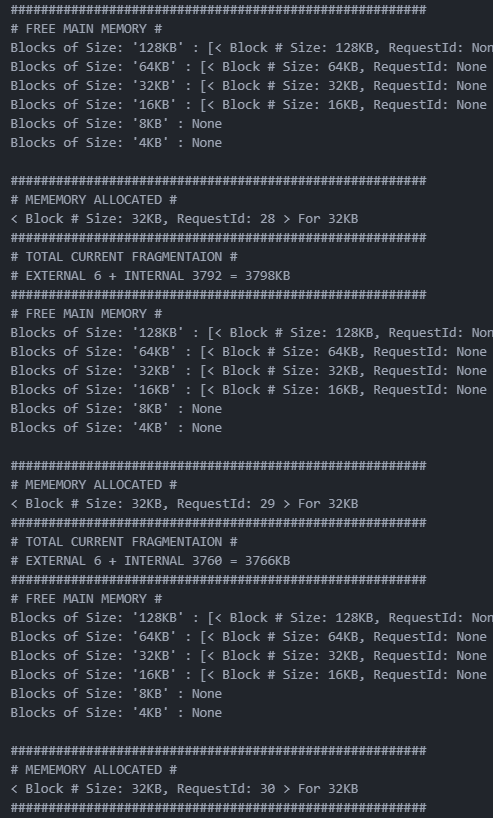 #######################################################
# FREE MAIN MEMORY #
Blocks of Size: '128KB' : [< Block # Size: 128KB, RequestId: Non
Blocks of Size: '64KB' : [< Block # Size: 64KB, RequestId: None
Blocks of Size: '32KB' : [< Block # Size: 32KB, RequestId: None
Blocks of Size: '16KB' : [< Block # Size: 16KB, RequestId: None
Blocks of Size: '8KB' : None
Blocks of Size: '4KB' : None
#######################################################
# MEMEMORY ALLOCATED #
< Block # Size: 32KB, RequestId: 28 > For 32KB
#######################################################
# TOTAL CURRENT FRAGMENTAION #
# EXTERNAL 6 + INTERNAL 3792 = 3798KB
#######################################################
# FREE MAIN MEMORY #
Blocks of Size: '128KB' : [< Block # Size: 128KB, RequestId: Non
Blocks of Size: '64KB' : [< Block # Size: 64KB, RequestId: None
Blocks of Size: '32KB' : [< Block # Size: 32KB, RequestId: None
Blocks of Size: '16KB' : [< Block # Size: 16KB, RequestId: None
Blocks of Size: '8KB' : None
Blocks of Size: '4KB' : None
#######################################################
# MEMEMORY ALLOCATED #
< Block # Size: 32KB, RequestId: 29 > For 32KB
#######################################################
# TOTAL CURRENT FRAGMENTAION #
# EXTERNAL 6 + INTERNAL 3760 = 3766KB
#######################################################
# FREE MAIN MEMORY #
Blocks of Size: '128KB' : [< Block # Size: 128KB, RequestId: Non
Blocks of Size: '64KB' : [< Block # Size: 64KB, RequestId: None
Blocks of Size: '32KB' : [< Block # Size: 32KB, RequestId: None
Blocks of Size: '16KB' : [< Block # Size: 16KB, RequestId: None
Blocks of Size: '8KB' : None
Blocks of Size: '4KB' : None
#######################################################
# MEMEMORY ALLOCATED #
< Block # Size: 32KB, RequestId: 30 > For 32KB
#######################################################